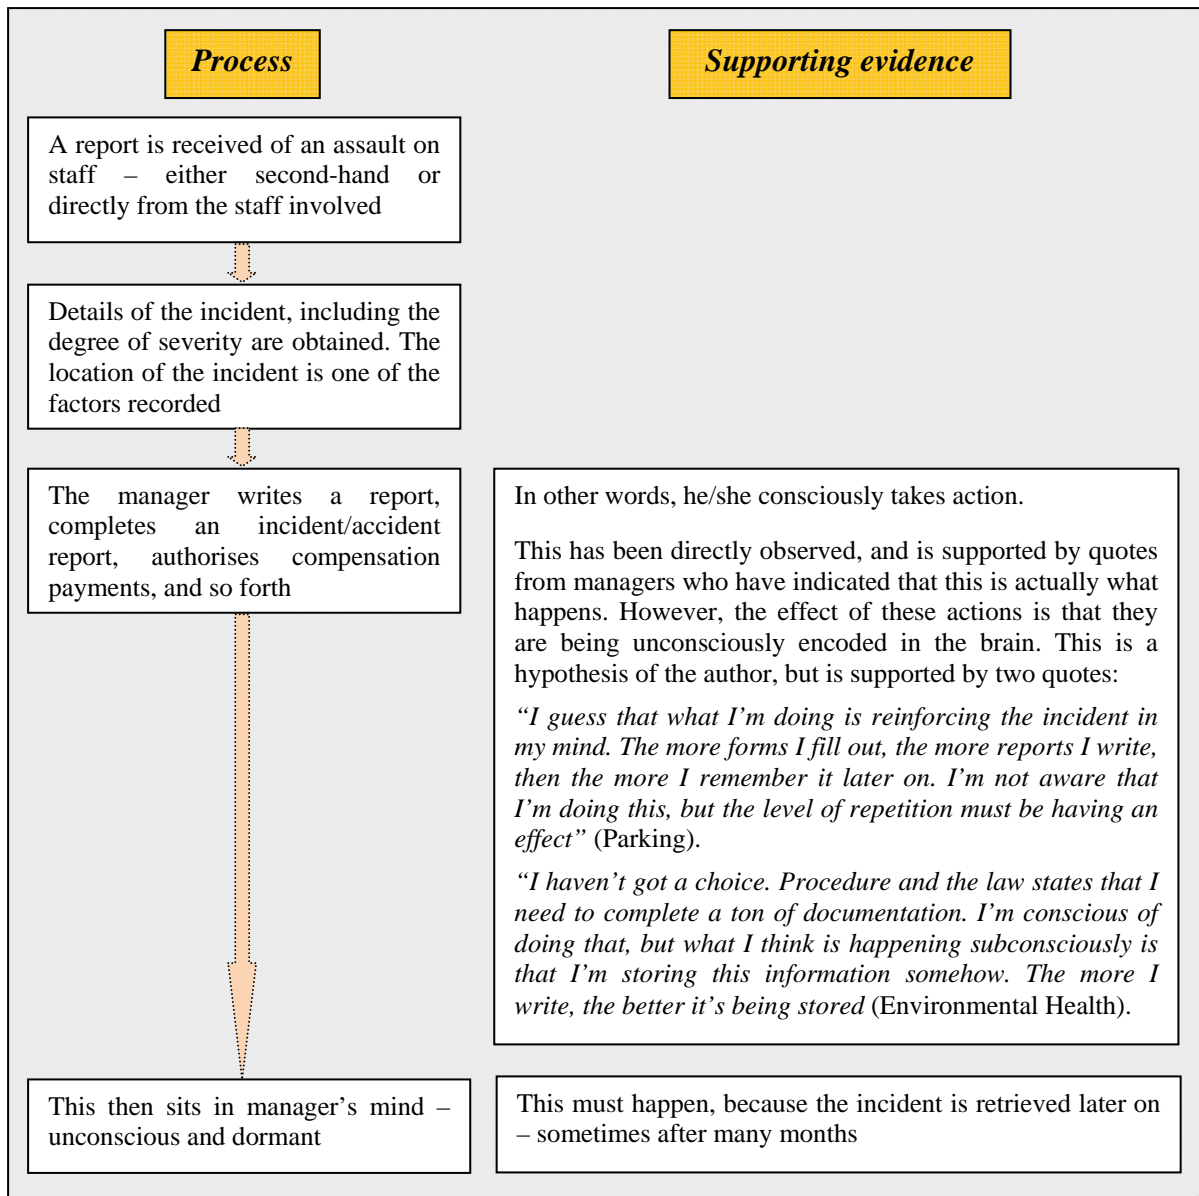 Process
Supporting evidence
A report is received of an assault on
staff – either second-hand or
directly from the staff involved
Details of the incident, including the
degree of severity are obtained. The
location of the incident is one of the
factors recorded
The manager writes a report,
completes an incident/accident
report, authorises compensation
payments, and so forth
In other words, he/she consciously takes action.
This has been directly observed, and is supported by quotes
from managers who have indicated that this is actually what
happens. However, the effect of these actions is that they
are being unconsciously encoded in the brain. This is a
hypothesis of the author, but is supported by two quotes:
“I guess that what I’m doing is reinforcing the incident in
my mind. The more forms I fill out, the more reports I write,
then the more I remember it later on. I’m not aware that
I’m doing this, but the level of repetition must be having an
effect” (Parking).
“I haven’t got a choice. Procedure and the law states that I
need to complete a ton of documentation. I’m conscious of
doing that, but what I think is happening subconsciously is
that I’m storing this information somehow. The more I
write, the better it’s being stored (Environmental Health).
This then sits in manager’s mind –
unconscious and dormant
This must happen, because the incident is retrieved later on
– sometimes after many months